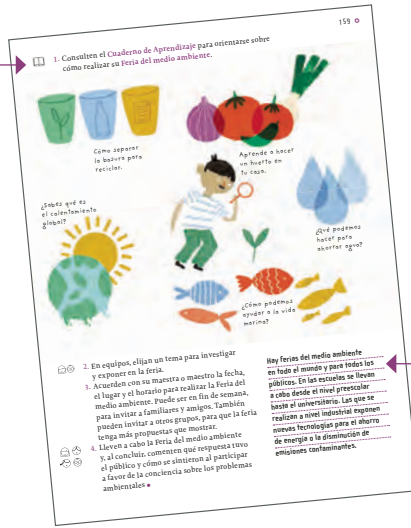 159
1. Consulten el Cuaderno de Aprendizaje para orientarse sobre
cómo realizar su Feria del medio ambiente.
Cómo separar
la basura para
reciclar.
Aprende a hacer
un huerto en
tu casa.
¿Sabes qué es
el calentamiento
global?
¿Qué podemos
hacer para
ahorrar agua?
¿Cómo podemos
ayudar a la vida
marina?
2. En equipos, elijan un tema para investigar
y exponer en la feria.
3. Acuerden con su maestra o maestro la fecha,
el lugar y el horario para realizar la Feria del
medio ambiente. Puede ser en fin de semana,
para invitar a familiares y amigos. También
pueden invitar a otros grupos, para que la feria
tenga más propuestas que mostrar.
4. Lleven a cabo la Feria del medio ambiente
y, al concluir, comenten qué respuesta tuvo
el público y cómo se sintieron al participar
a favor de la conciencia sobre los problemas
ambientales.
Hay ferias del medio ambiente
en todo el mundo y para todos los
públicos. En las escuelas se llevan
a cabo desde el nivel preescolar
hasta el universitario. Las que se
realizan a nivel industrial exponen
nuevas tecnologías para el ahorro
de energía o la disminución de
emisiones contaminantes.